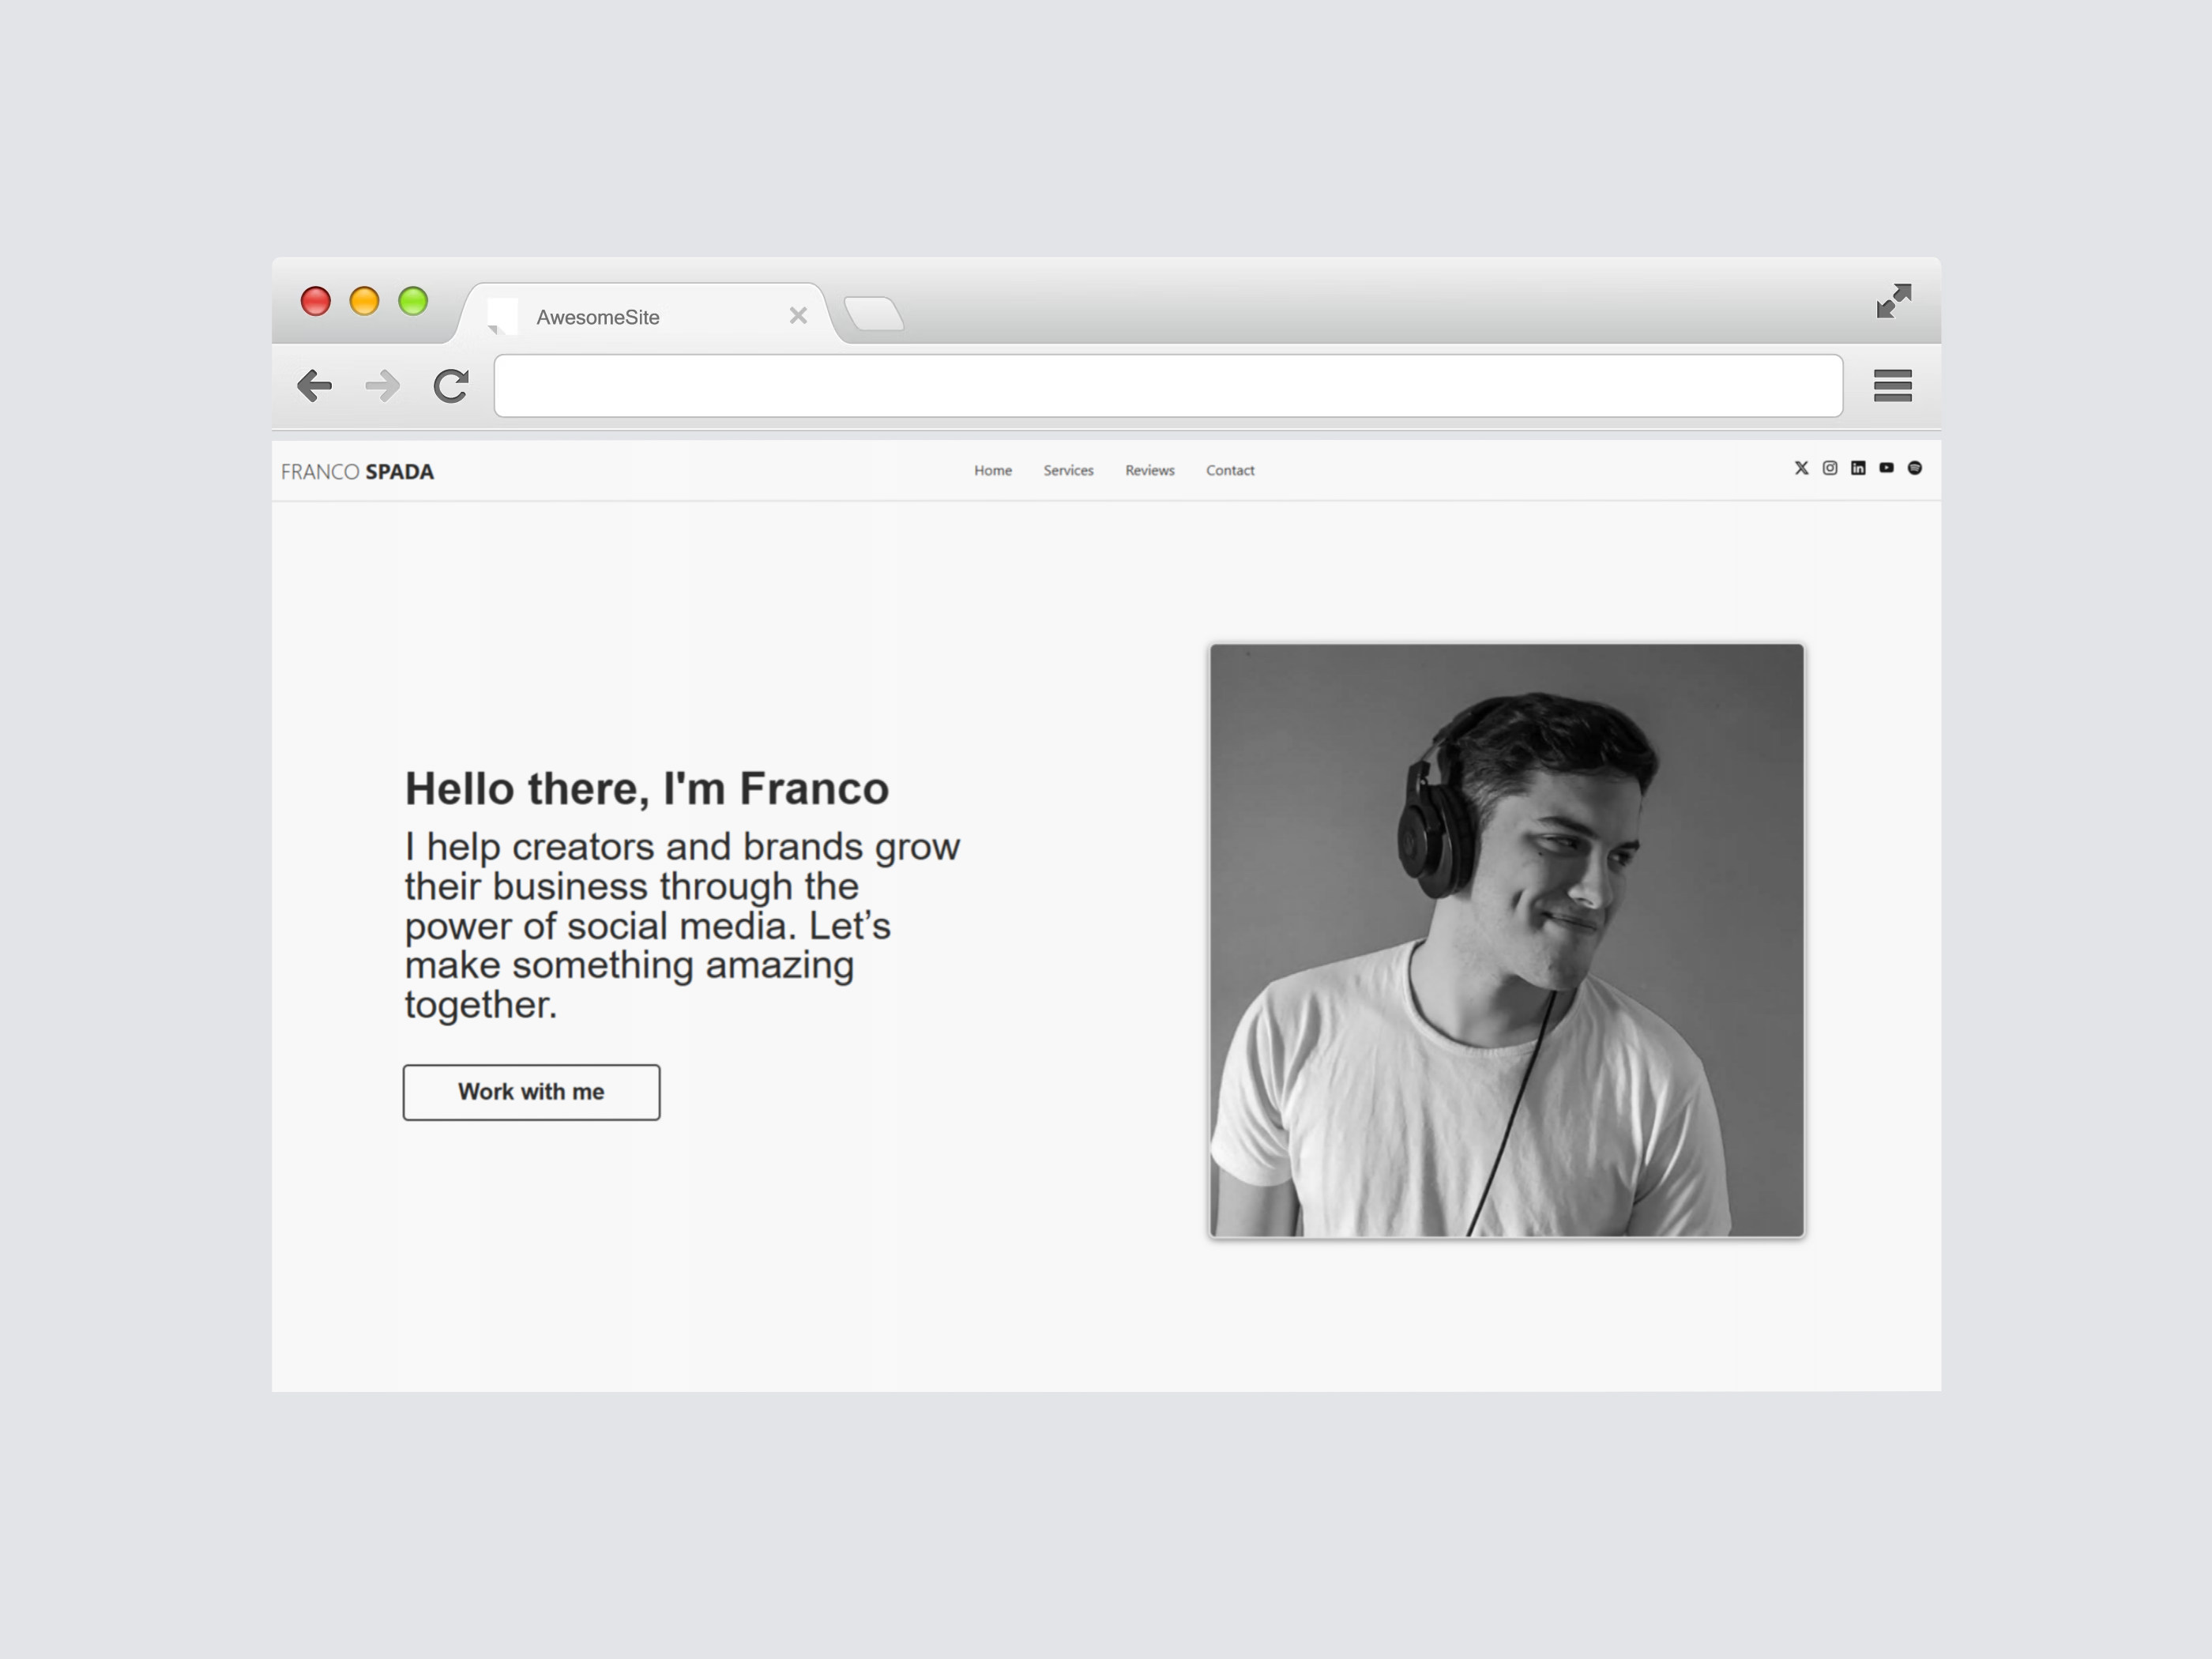 AwesomeSite
FRANCO SPADA
Home Services Reviews Contact
Hello there, I'm Franco
I help creators and brands grow
their business through the
power of social media. Let’s
make something amazing
together.
Work with me